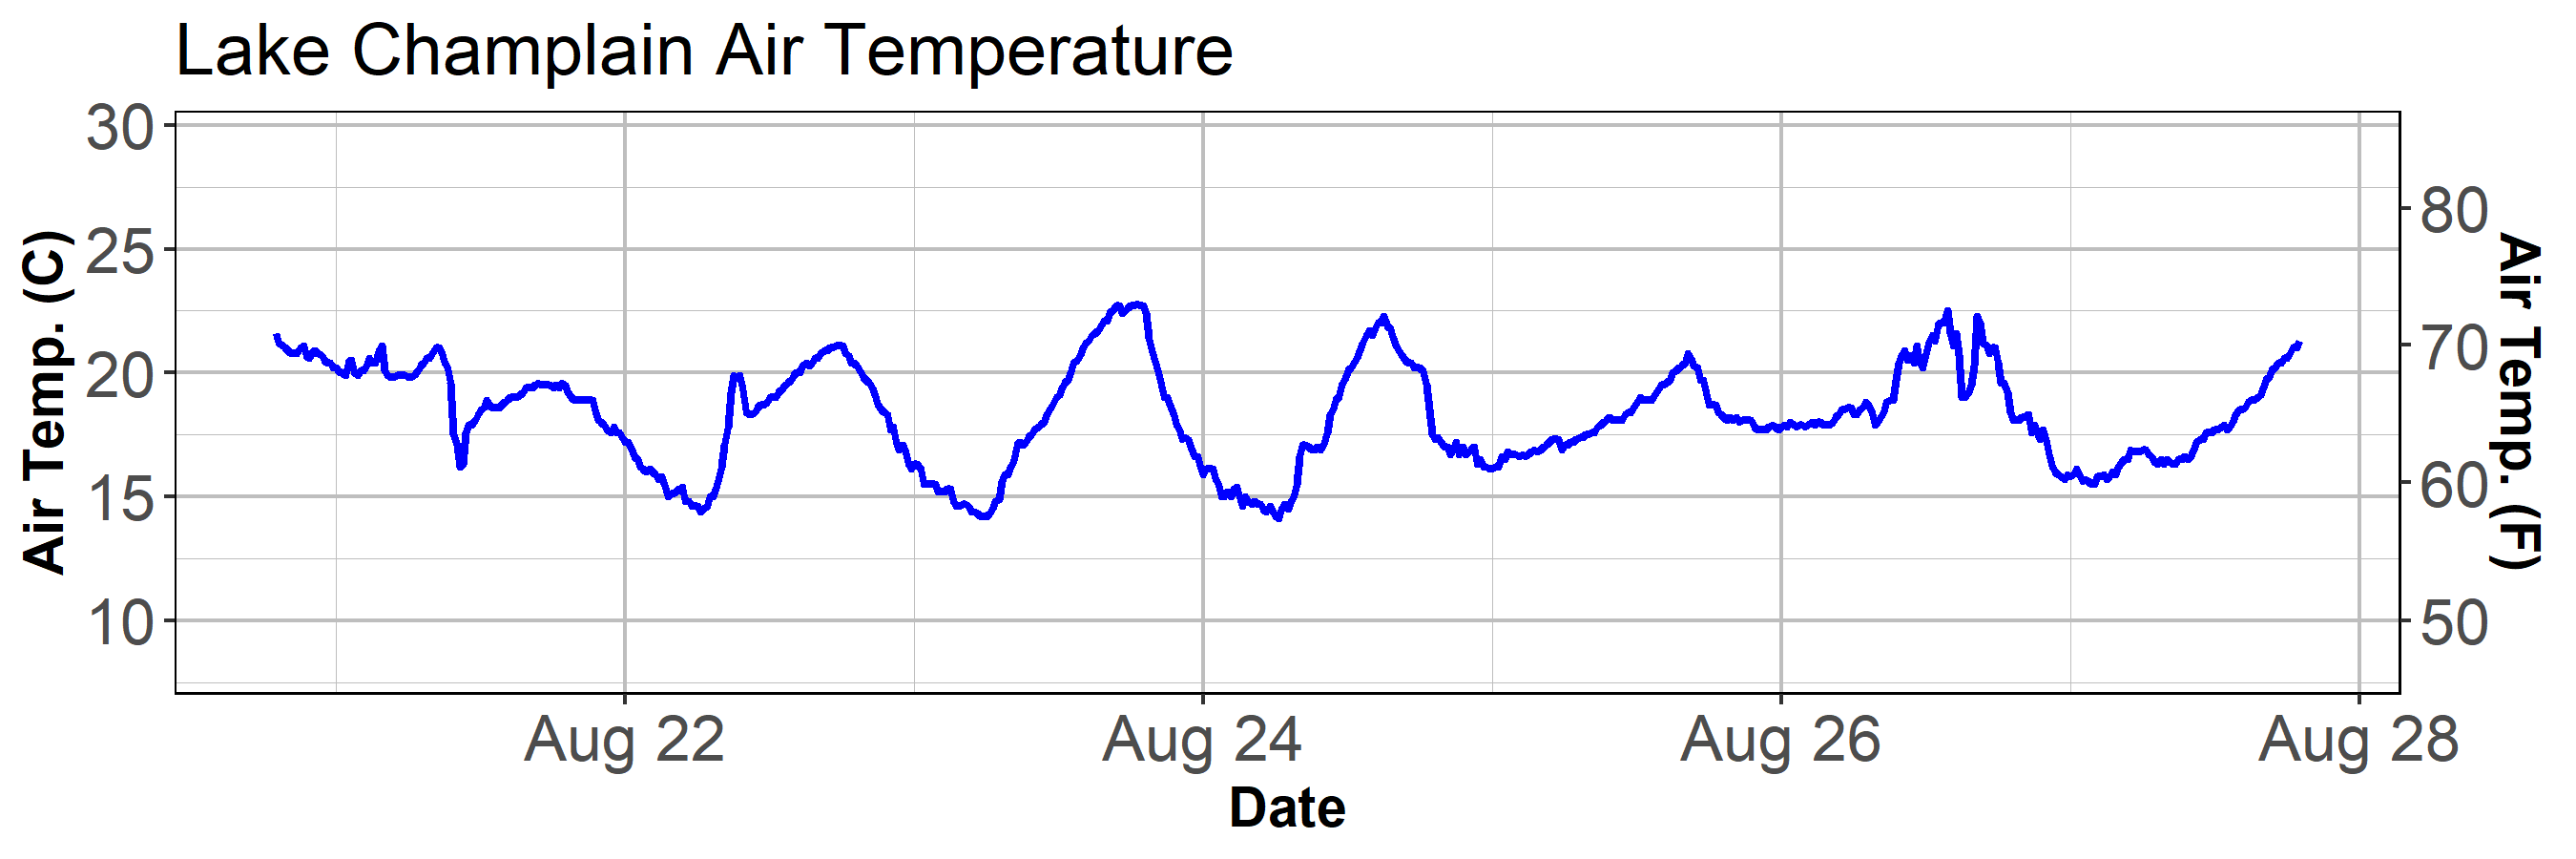 Lake Champlain Air Temperature
Air Temp. (C)
30
25
20
15
10
80
70
60
50
Air Temp. (F)
Aug 22
Aug 24
Aug 26
Aug 28
Date